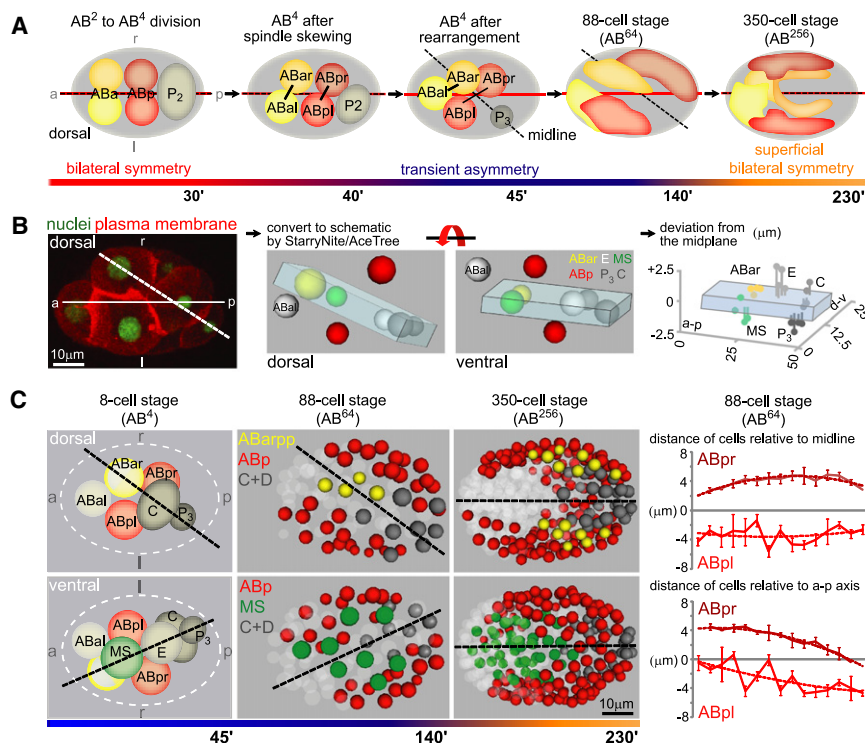 A
AB2 to AB4 division
AB4 after
spindle skewing
AB4 after
rearrangement
88-cell stage
(AB64)
350-cell stage
(AB256)
r
a
ABa
ABp
P2
p
dorsal
l
ABar
ABpr
ABal
ABpl
P2
ABar
ABpr
ABal
ABpl
P3
midline
bilateral symmetry
transient asymmetry
superficial
bilateral symmetry
30'
40'
45'
140'
230'
B
nuclei plasma membrane
dorsal
r
a
p
l
10μm
convert to schematic
by StarryNite/AceTree
ABal
dorsal
ABar E MS
ABp P3 C
ABal
ventral
deviation from
the midplane (μm)
+2.5
0
-2.5
ABar
E
C
MS
P3
a-p
d-v
0
25
50
0
12.5
25
C
8-cell stage
(AB4)
88-cell stage
(AB64)
350-cell stage
(AB256)
88-cell stage
(AB64)
dorsal
r
a
ABar
ABpr
ABal
C
ABpl
P3
p
l
ABarpp
ABp
C+D
distance of cells relative to midline
ABpr
4
(μm)
0
-4
-8
ABpl
ventral
l
a
ABpl
C
ABal
P3
MS
E
ABpr
p
r
ABp
MS
C+D
10μm
distance of cells relative to a-p axis
ABpr
4
(μm)
0
-4
-8
ABpl
45'
140'
230'